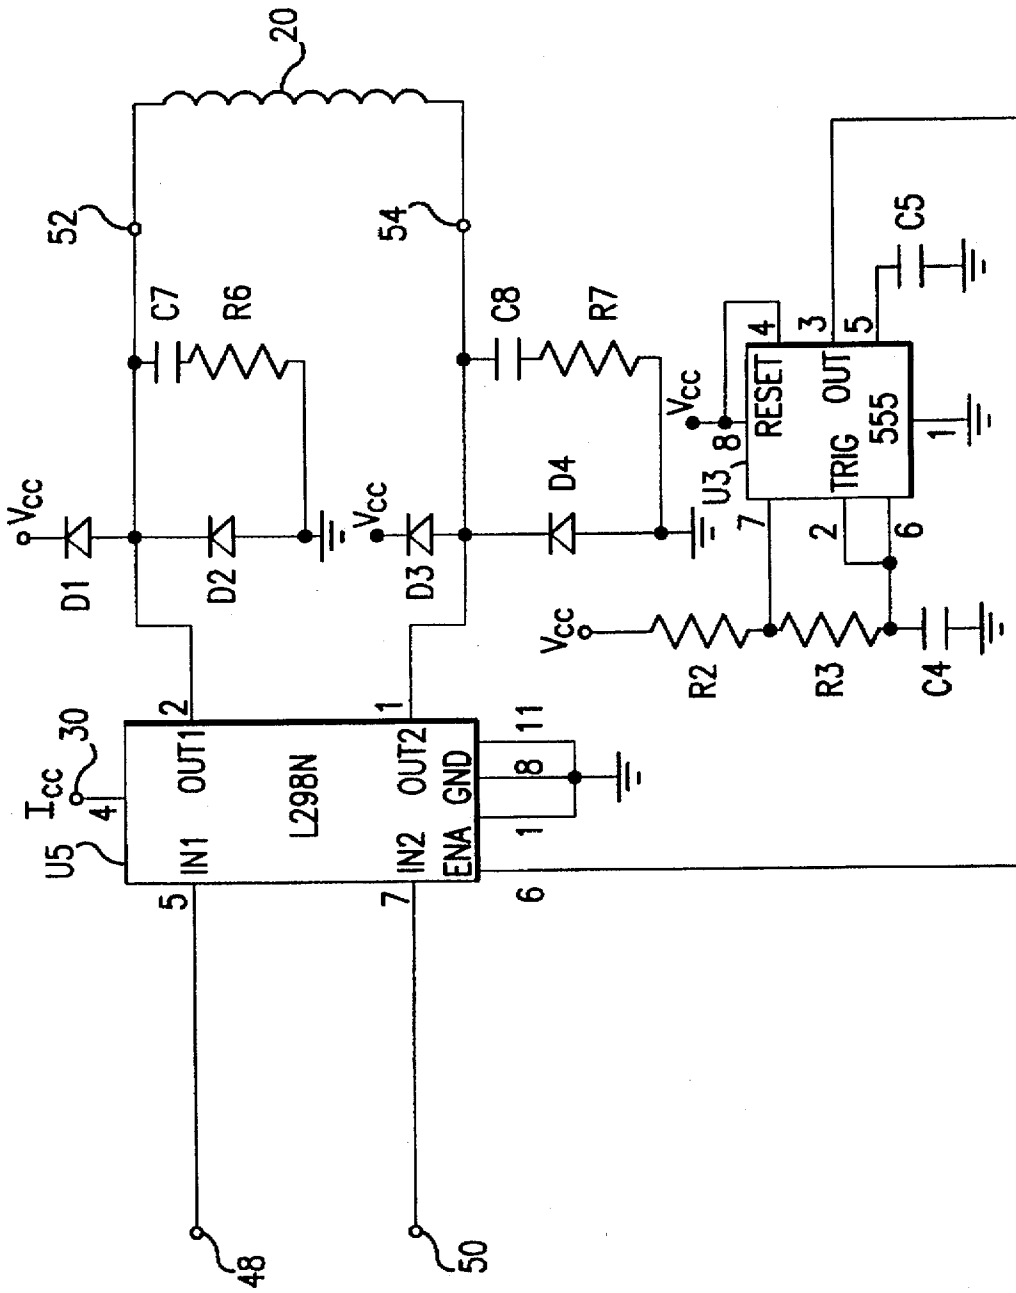 20
52
54
C7
R6
C8
R7
C5
Vcc
D1
D2
Vcc
D3
D4
Vcc
8
4
RESET
3
OUT
5
U3
TRIG
555
1
7
2
6
Vcc
R2
R3
C4
Icc
30
4
U5
2
OUT1
1
OUT2
L298N
IN1
IN2
ENA
GND
11
8
1
5
7
6
48
50